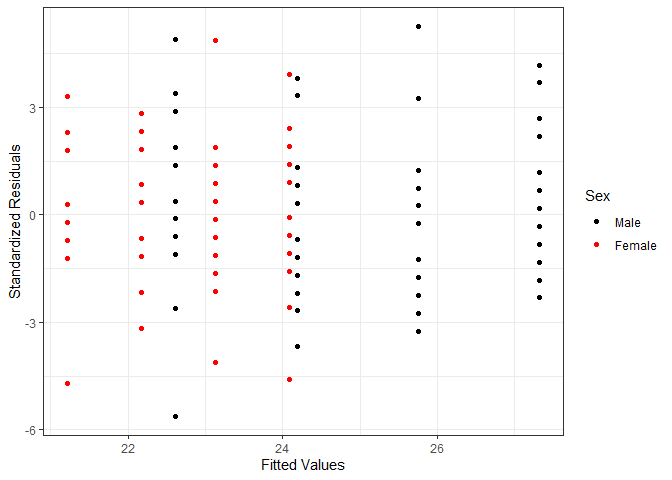 3
0
-3
-6
Standardized Residuals
22
24
26
Fitted Values
Sex
Male
Female